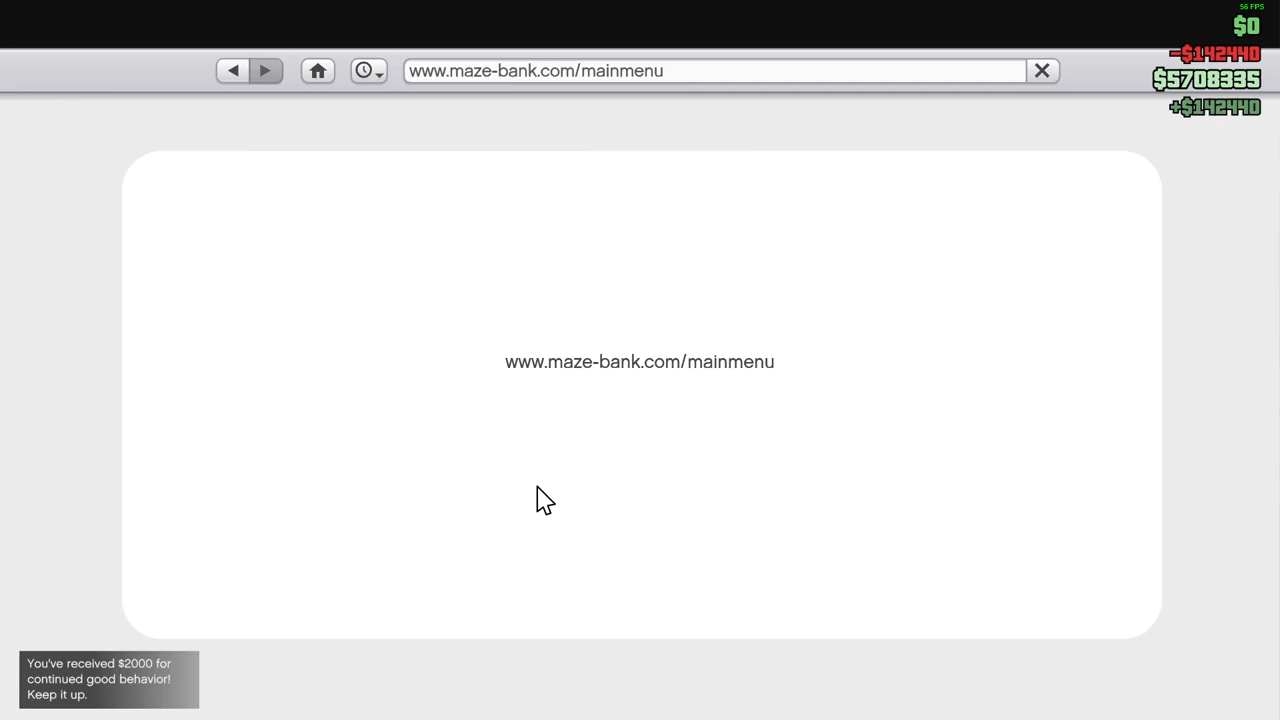 56 FPS
$0
-$142440
www.maze-bank.com/mainmenu
$5708335
+$142440
www.maze-bank.com/mainmenu
You've received $2000 for
continued good behavior!
Keep it up.